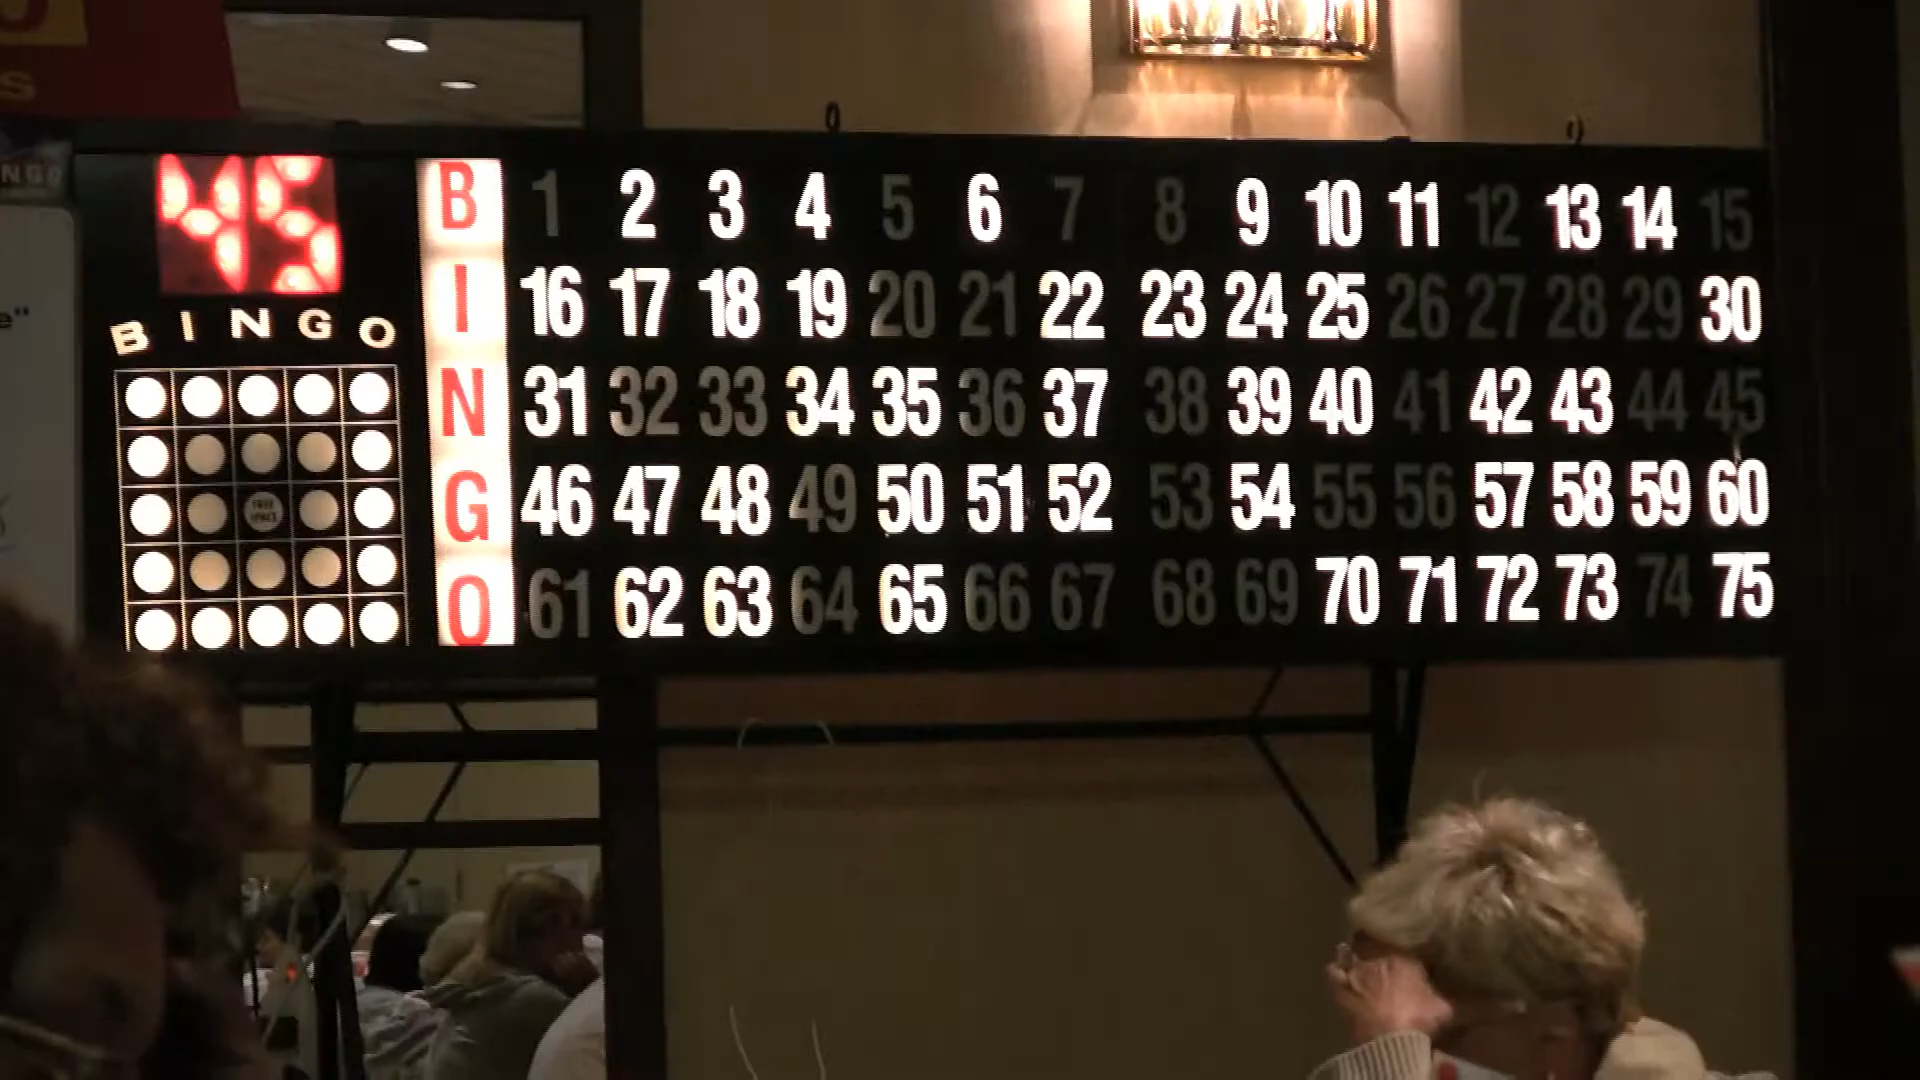 S
NGO
e"
45
B I N G O
FREE
SPACE
B 1 2 3 4 5 6 7 8 9 10 11 12 13 14 15
I 16 17 18 19 20 21 22 23 24 25 26 27 28 29 30
N 31 32 33 34 35 36 37 38 39 40 41 42 43 44 45
G 46 47 48 49 50 51 52 53 54 55 56 57 58 59 60
O 61 62 63 64 65 66 67 68 69 70 71 72 73 74 75